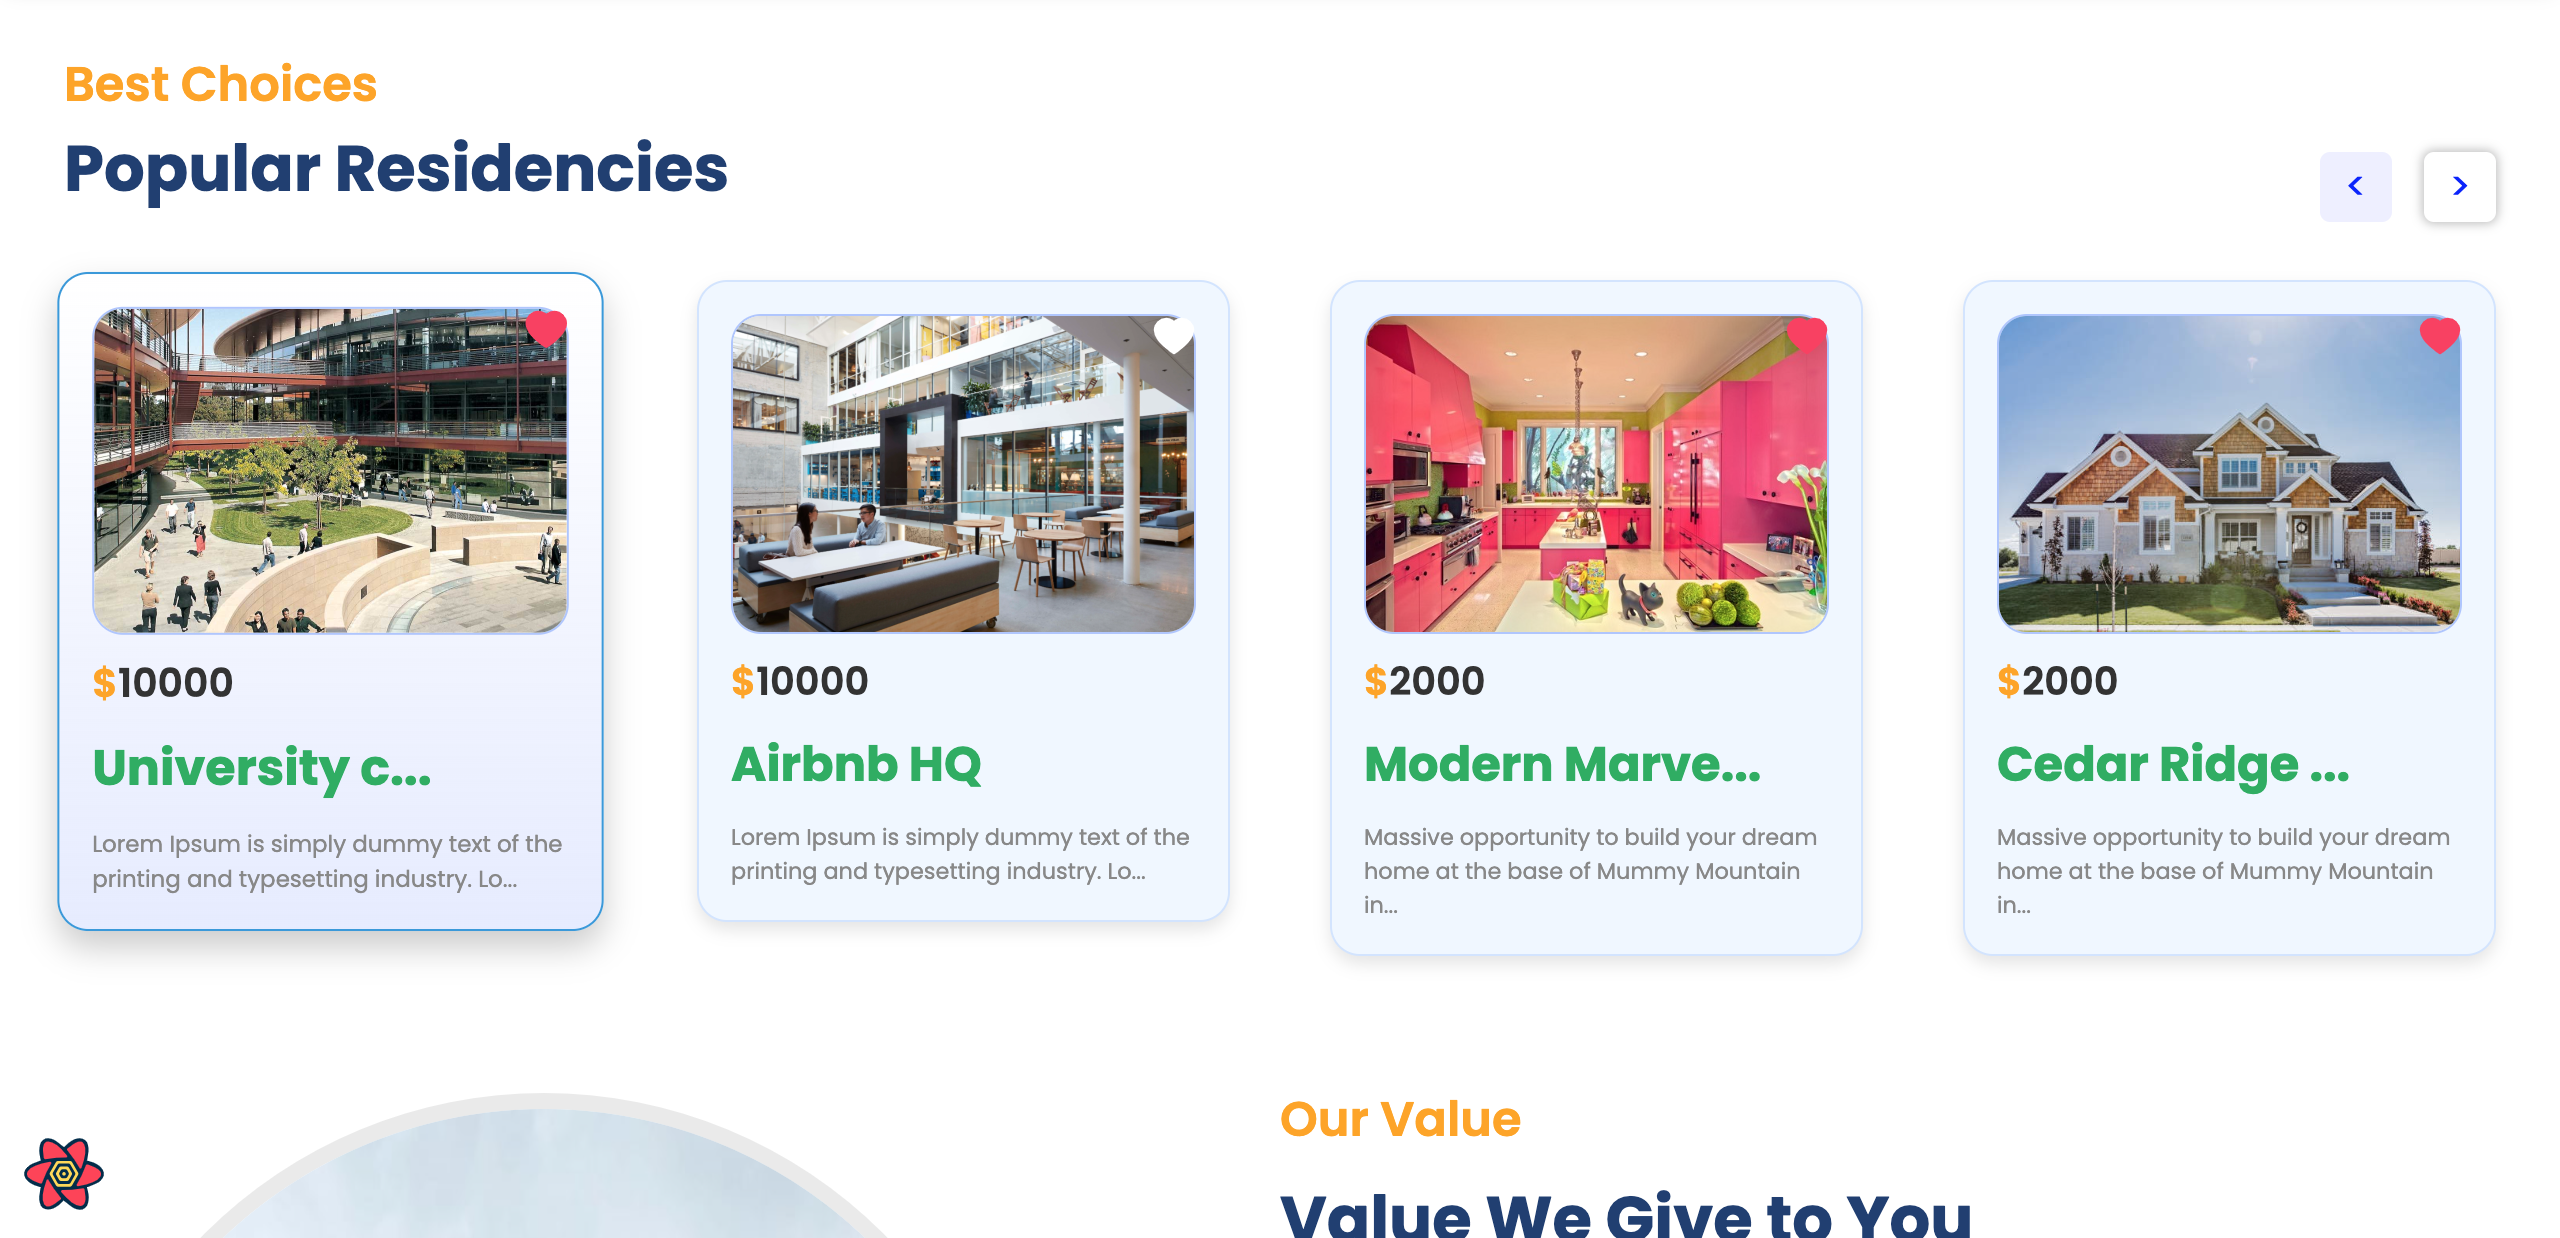 Best Choices
Popular Residencies
<
>
$10000
University c...
Lorem Ipsum is simply dummy text of the
printing and typesetting industry. Lo...
$10000
Airbnb HQ
Lorem Ipsum is simply dummy text of the
printing and typesetting industry. Lo...
$2000
Modern Marve...
Massive opportunity to build your dream
home at the base of Mummy Mountain
in...
$2000
Cedar Ridge ...
Massive opportunity to build your dream
home at the base of Mummy Mountain
in...
Our Value
Value We Give to You